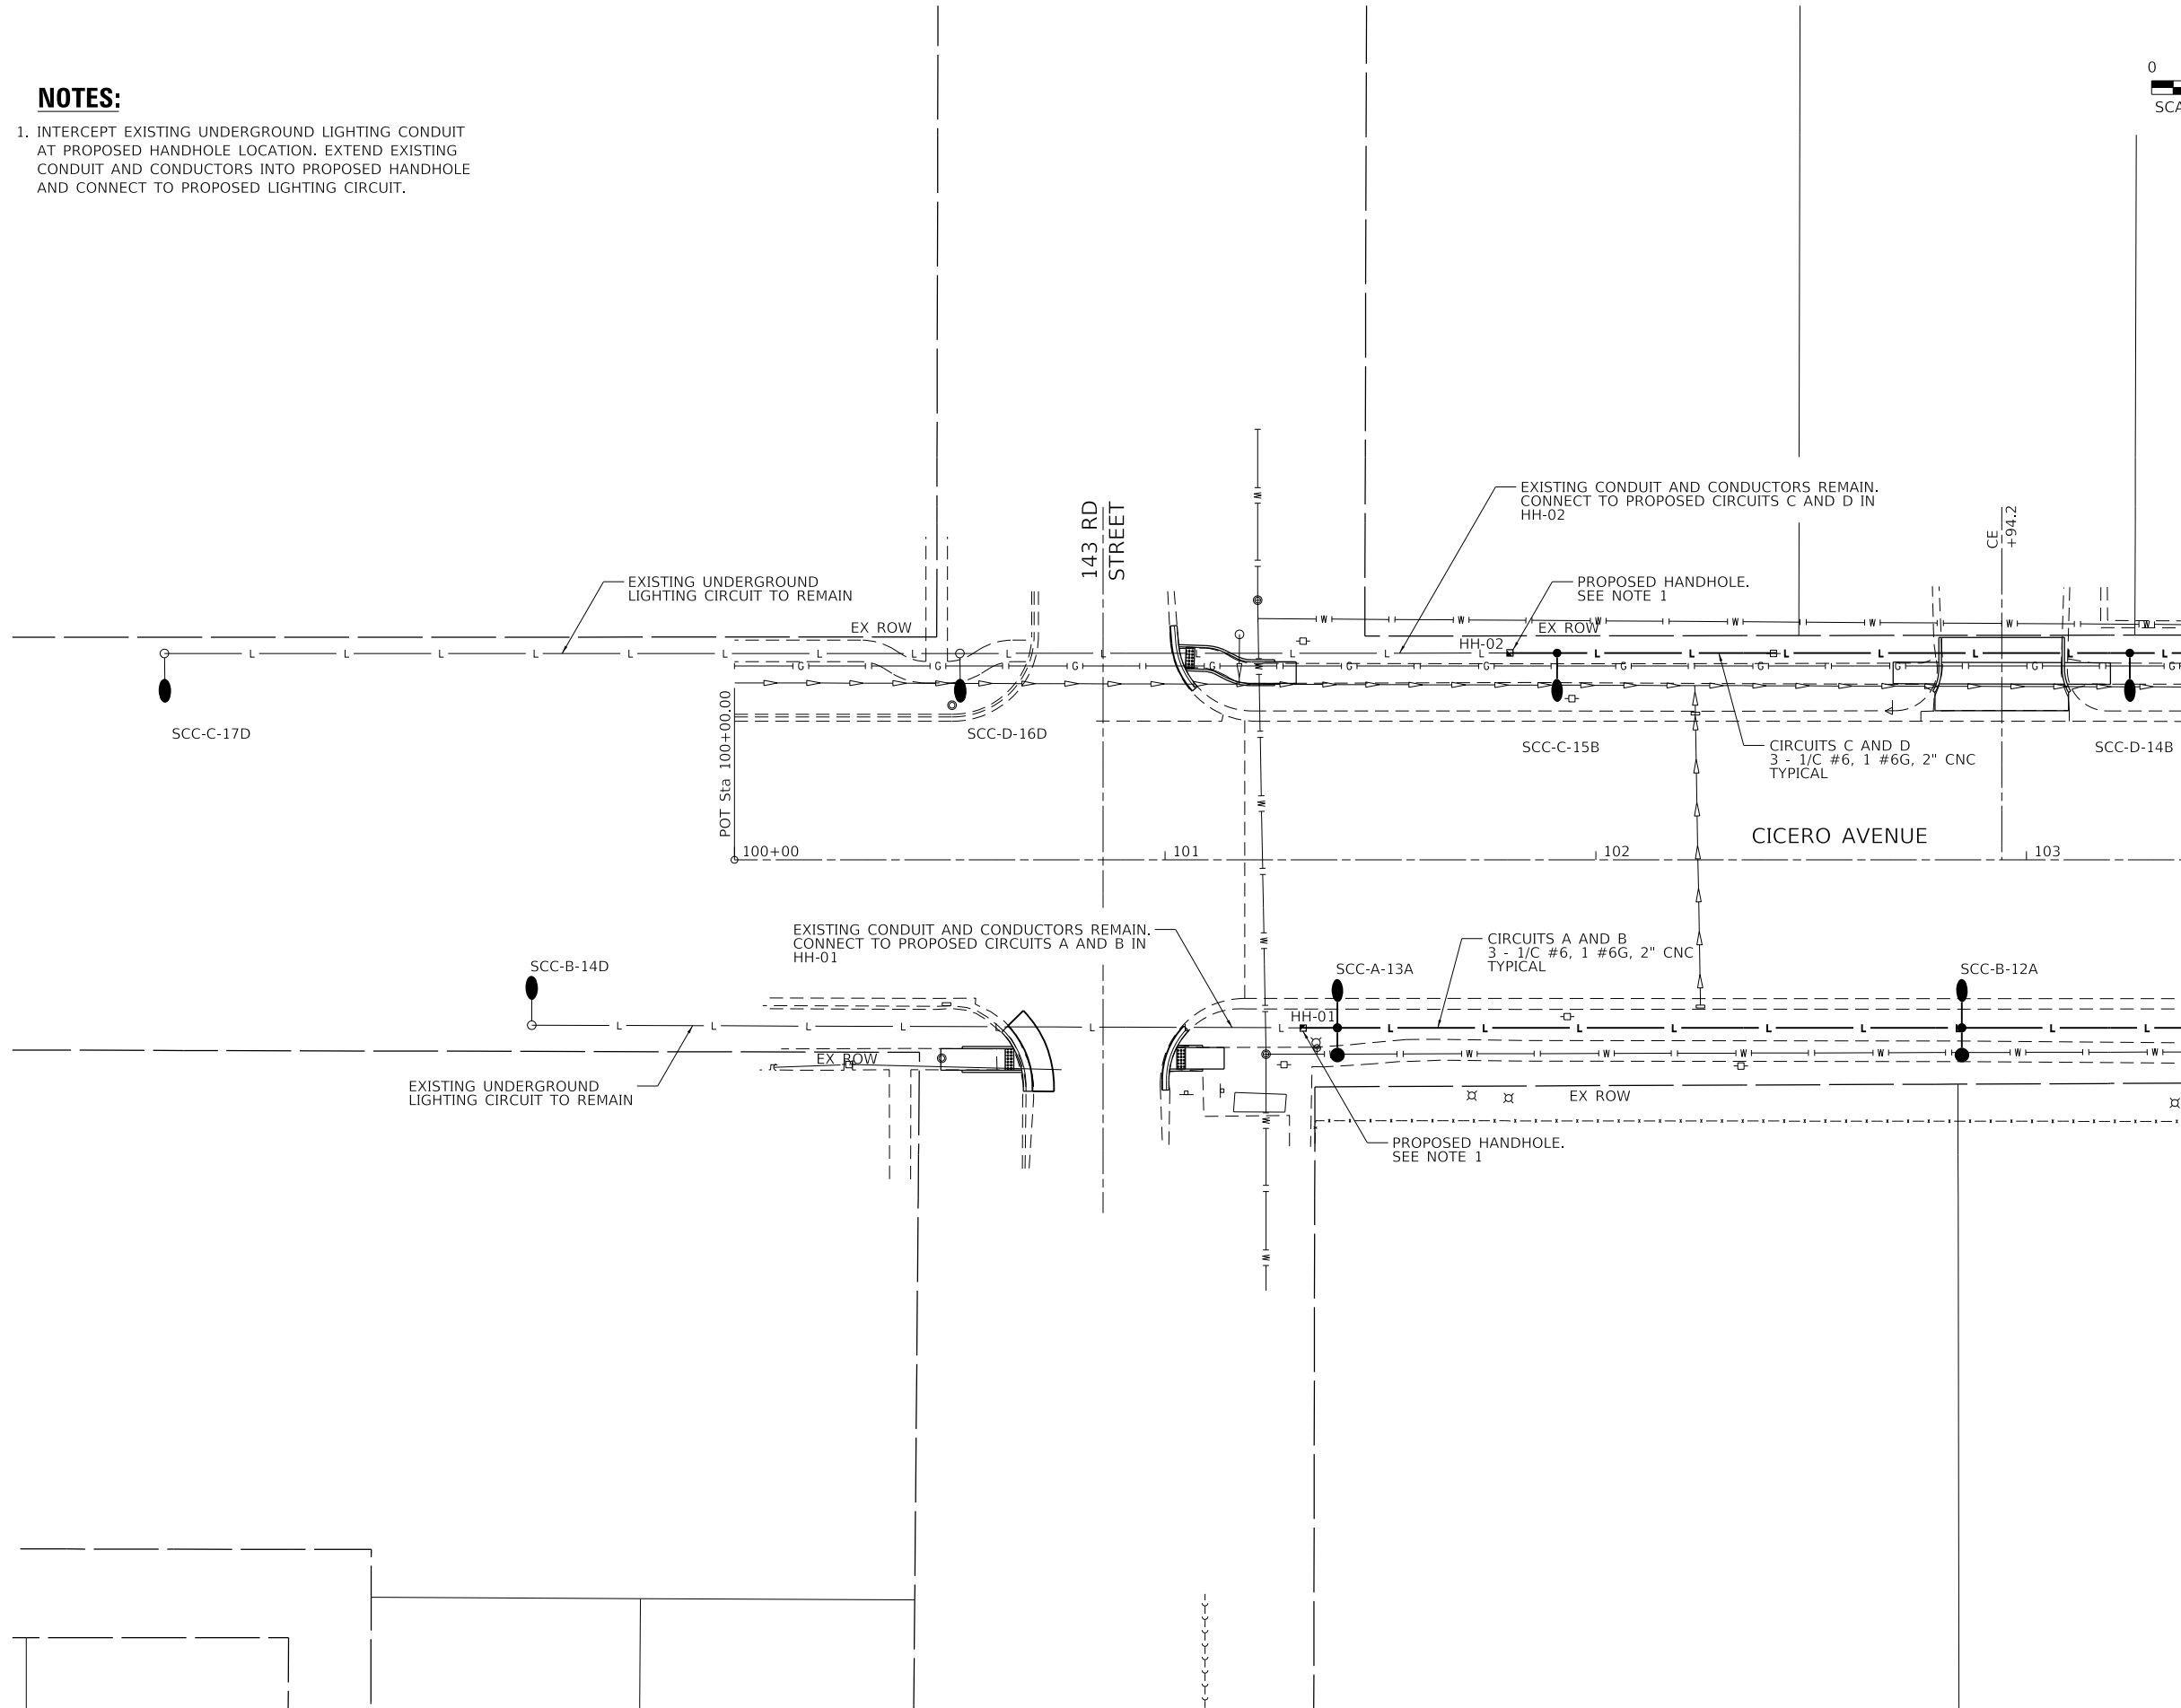 NOTES:
1. INTERCEPT EXISTING UNDERGROUND LIGHTING CONDUIT
AT PROPOSED HANDHOLE LOCATION. EXTEND EXISTING
CONDUIT AND CONDUCTORS INTO PROPOSED HANDHOLE
AND CONNECT TO PROPOSED LIGHTING CIRCUIT.
0
SCA
EXISTING CONDUIT AND CONDUCTORS REMAIN.
CONNECT TO PROPOSED CIRCUITS C AND D IN
HH-02
143 RD
STREET
CE
+94.2
EXISTING UNDERGROUND
LIGHTING CIRCUIT TO REMAIN
PROPOSED HANDHOLE.
SEE NOTE 1
EX ROW
EX ROW
HH-02
SCC-C-17D
SCC-D-16D
SCC-C-15B
SCC-D-14B
CIRCUITS C AND D
3 - 1/C #6, 1 #6G, 2" CNC
TYPICAL
POT Sta 100+00.00
CICERO AVENUE
100+00
101
102
103
EXISTING CONDUIT AND CONDUCTORS REMAIN.
CONNECT TO PROPOSED CIRCUITS A AND B IN
HH-01
CIRCUITS A AND B
3 - 1/C #6, 1 #6G, 2" CNC
TYPICAL
SCC-B-14D
SCC-A-13A
SCC-B-12A
HH-01
EX ROW
EXISTING UNDERGROUND
LIGHTING CIRCUIT TO REMAIN
EX ROW
PROPOSED HANDHOLE.
SEE NOTE 1